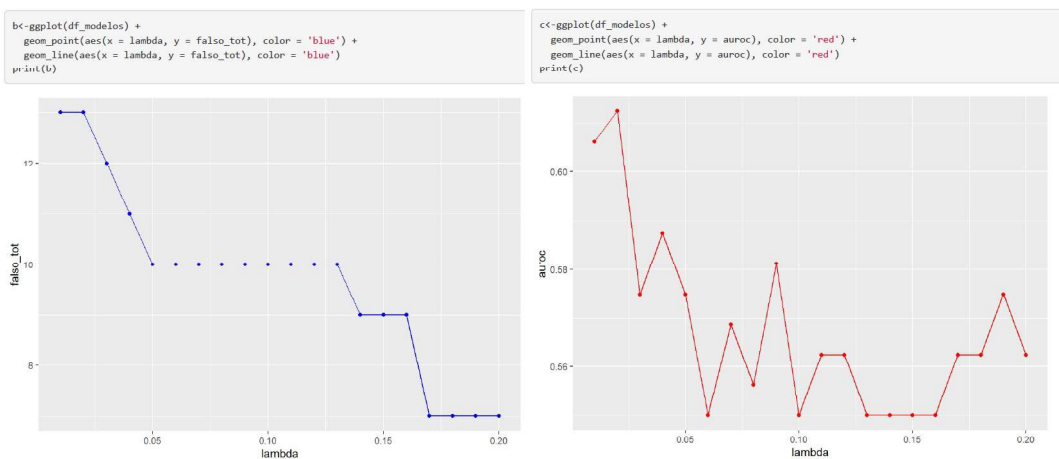 b<-ggplot(df_modelos) +
geom_point(aes(x = lambda, y = falso_tot), color = 'blue') +
geom_line(aes(x = lambda, y = falso_tot), color = 'blue')
print(b)
12
10
8
falso_tot
0.05 0.10 0.15 0.20
lambda
c<-ggplot(df_modelos) +
geom_point(aes(x = lambda, y = auroc), color = 'red') +
geom_line(aes(x = lambda, y = auroc), color = 'red')
print(c)
0.60
0.58
0.56
auroc
0.05 0.10 0.15 0.20
lambda